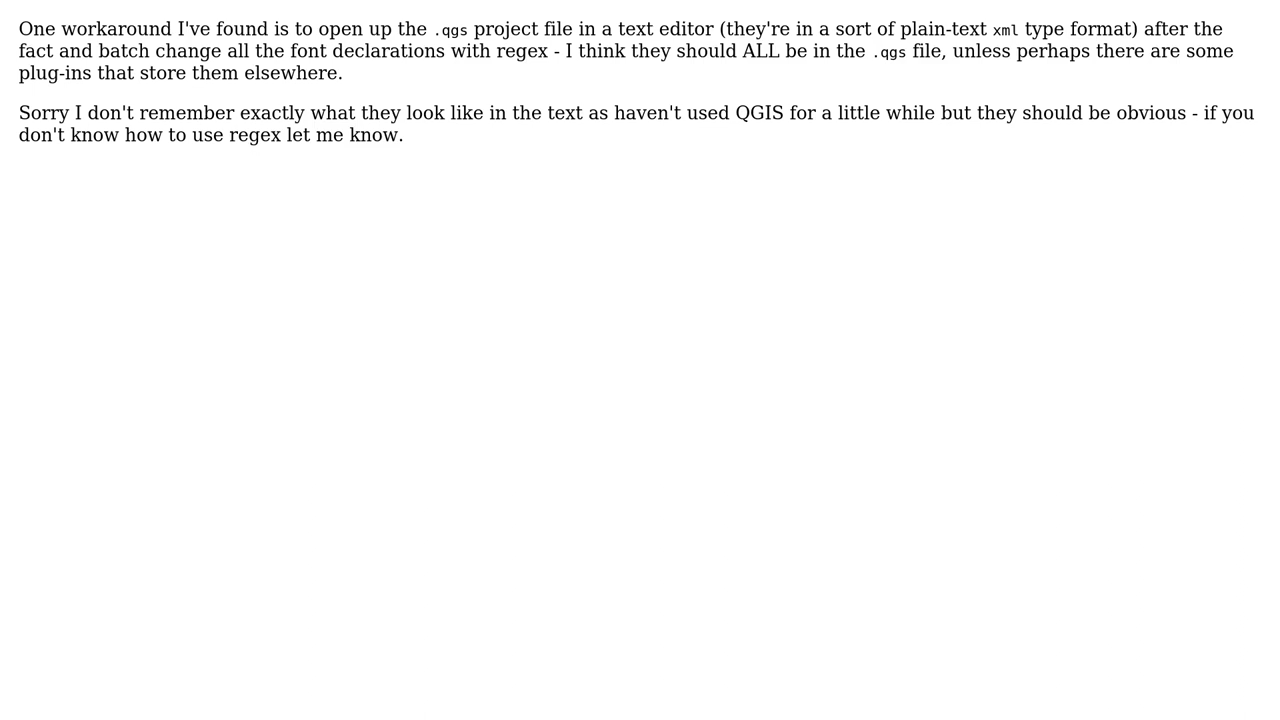 One workaround I've found is to open up the .qgs project file in a text editor (they're in a sort of plain-text xml type format) after the
fact and batch change all the font declarations with regex - I think they should ALL be in the .qgs file, unless perhaps there are some
plug-ins that store them elsewhere.
Sorry I don't remember exactly what they look like in the text as haven't used QGIS for a little while but they should be obvious - if you
don't know how to use regex let me know.